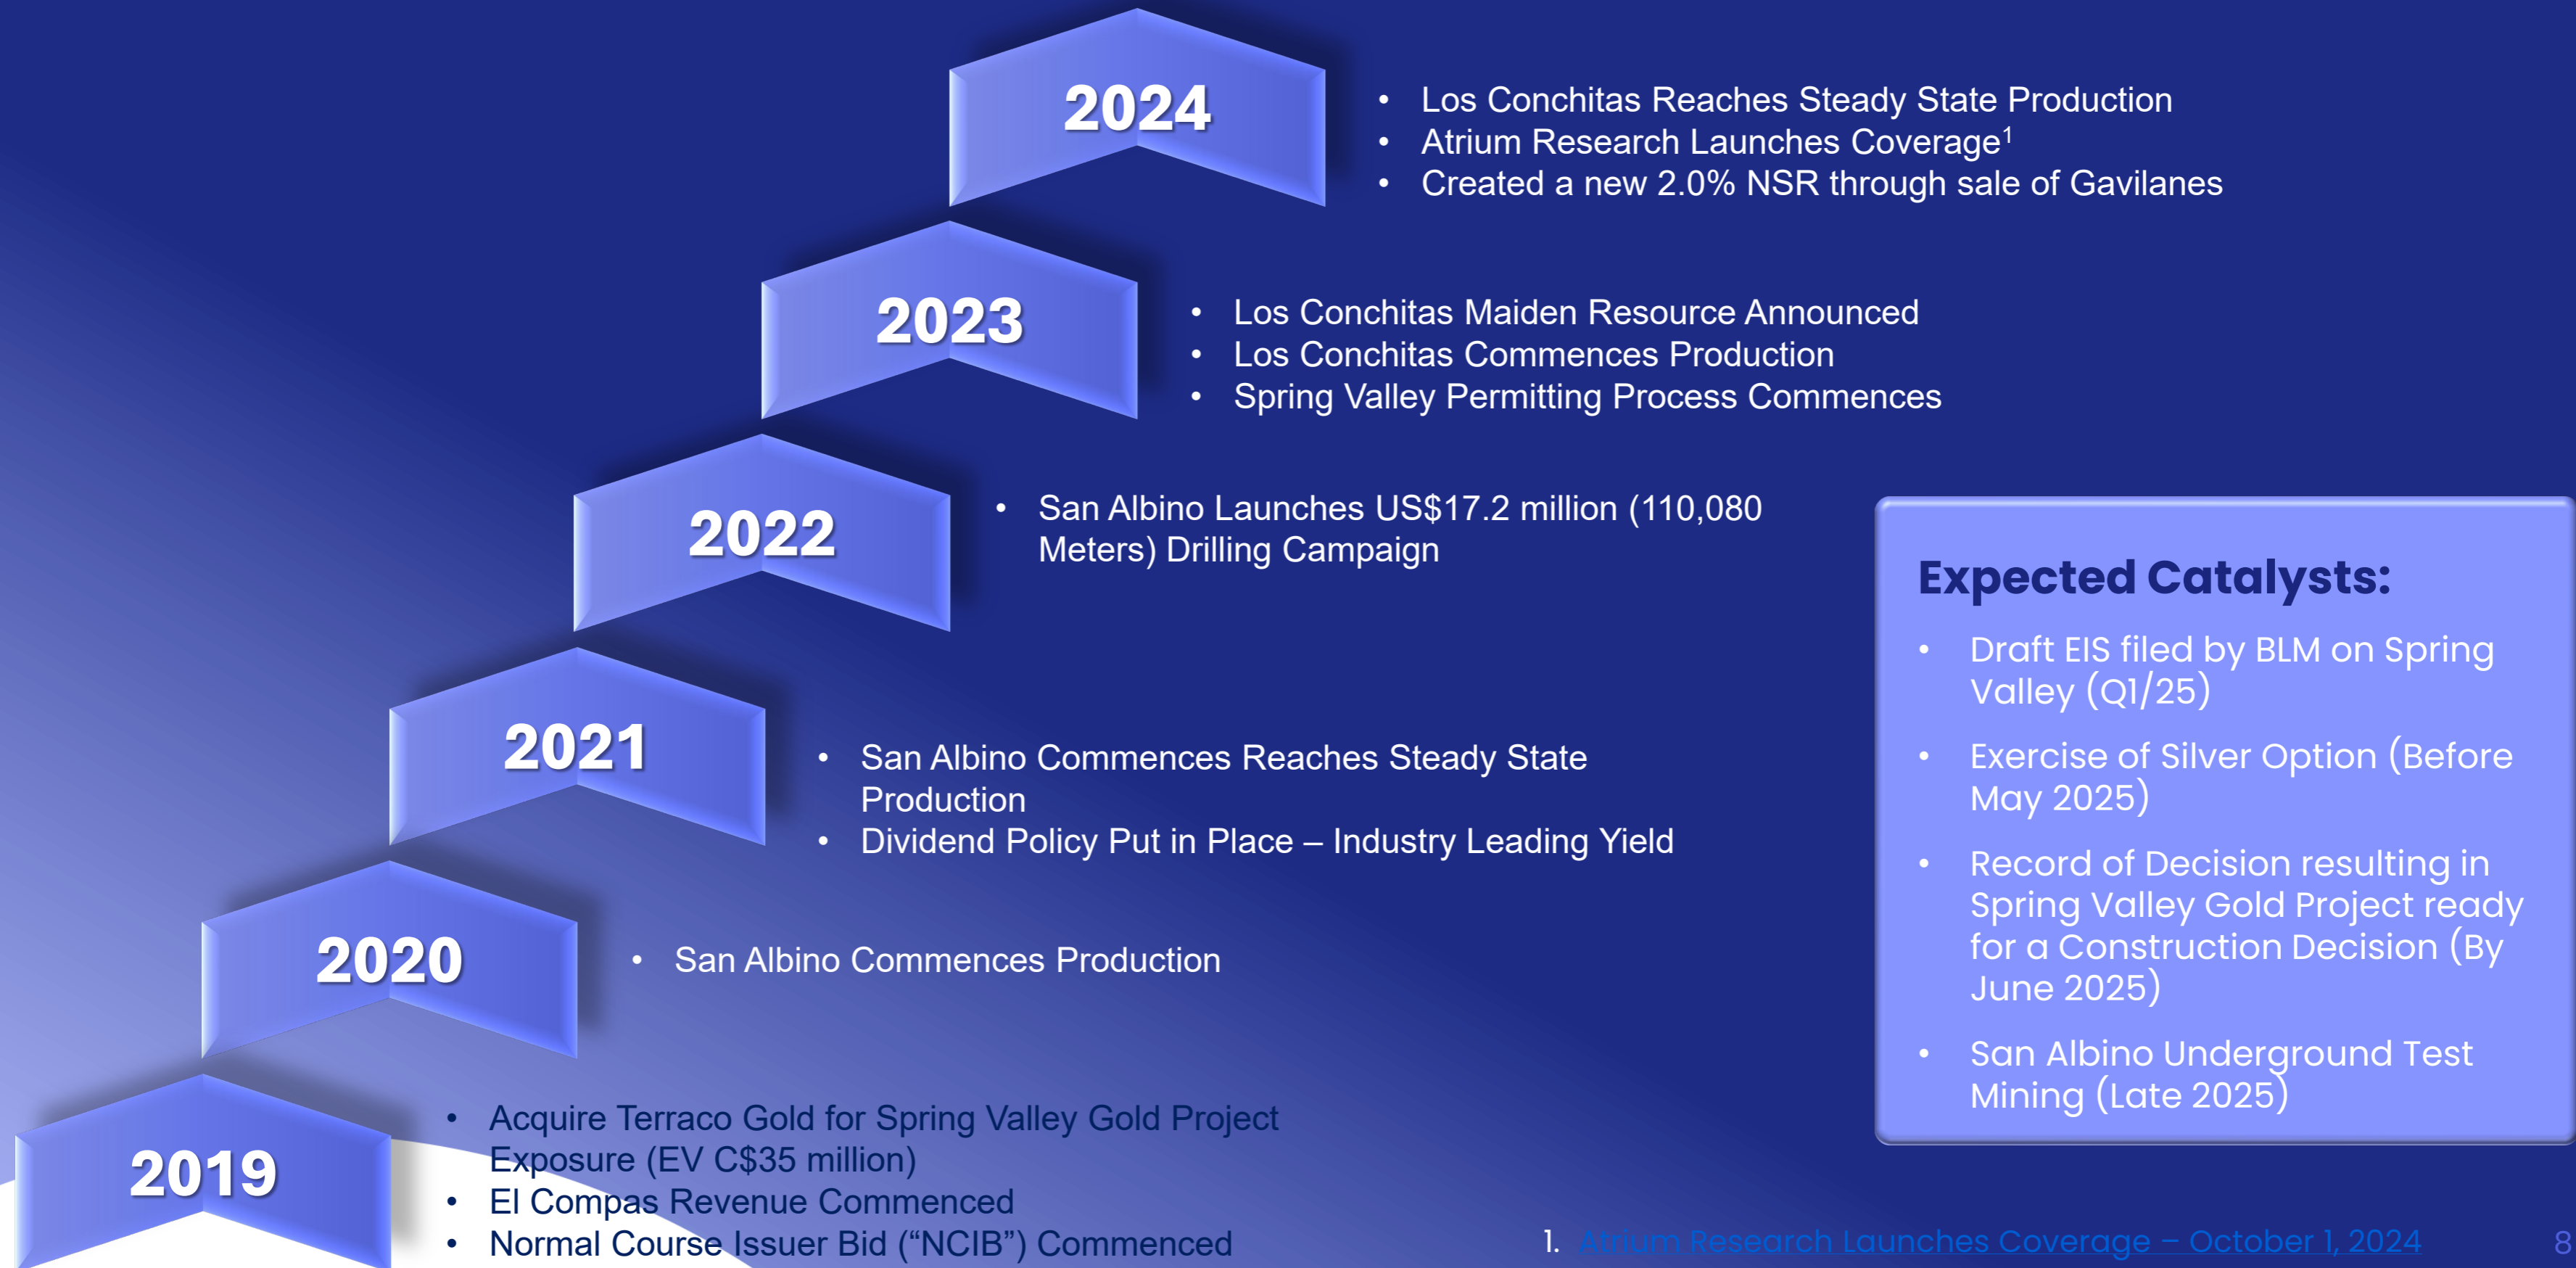 2024
• Los Conchitas Reaches Steady State Production
• Atrium Research Launches Coverage¹
• Created a new 2.0% NSR through sale of Gavilanes
2023
• Los Conchitas Maiden Resource Announced
• Los Conchitas Commences Production
• Spring Valley Permitting Process Commences
2022
• San Albino Launches US$17.2 million (110,080
Meters) Drilling Campaign
2021
• San Albino Commences Reaches Steady State
Production
• Dividend Policy Put in Place – Industry Leading Yield
2020
• San Albino Commences Production
2019
• Acquire Terraco Gold for Spring Valley Gold Project
Exposure (EV C$35 million)
• El Compas Revenue Commenced
• Normal Course Issuer Bid (“NCIB”) Commenced
Expected Catalysts:
• Draft EIS filed by BLM on Spring
Valley (Q1/25)
• Exercise of Silver Option (Before
May 2025)
• Record of Decision resulting in
Spring Valley Gold Project ready
for a Construction Decision (By
June 2025)
• San Albino Underground Test
Mining (Late 2025)
1. Atrium Research Launches Coverage – October 1, 2024
8